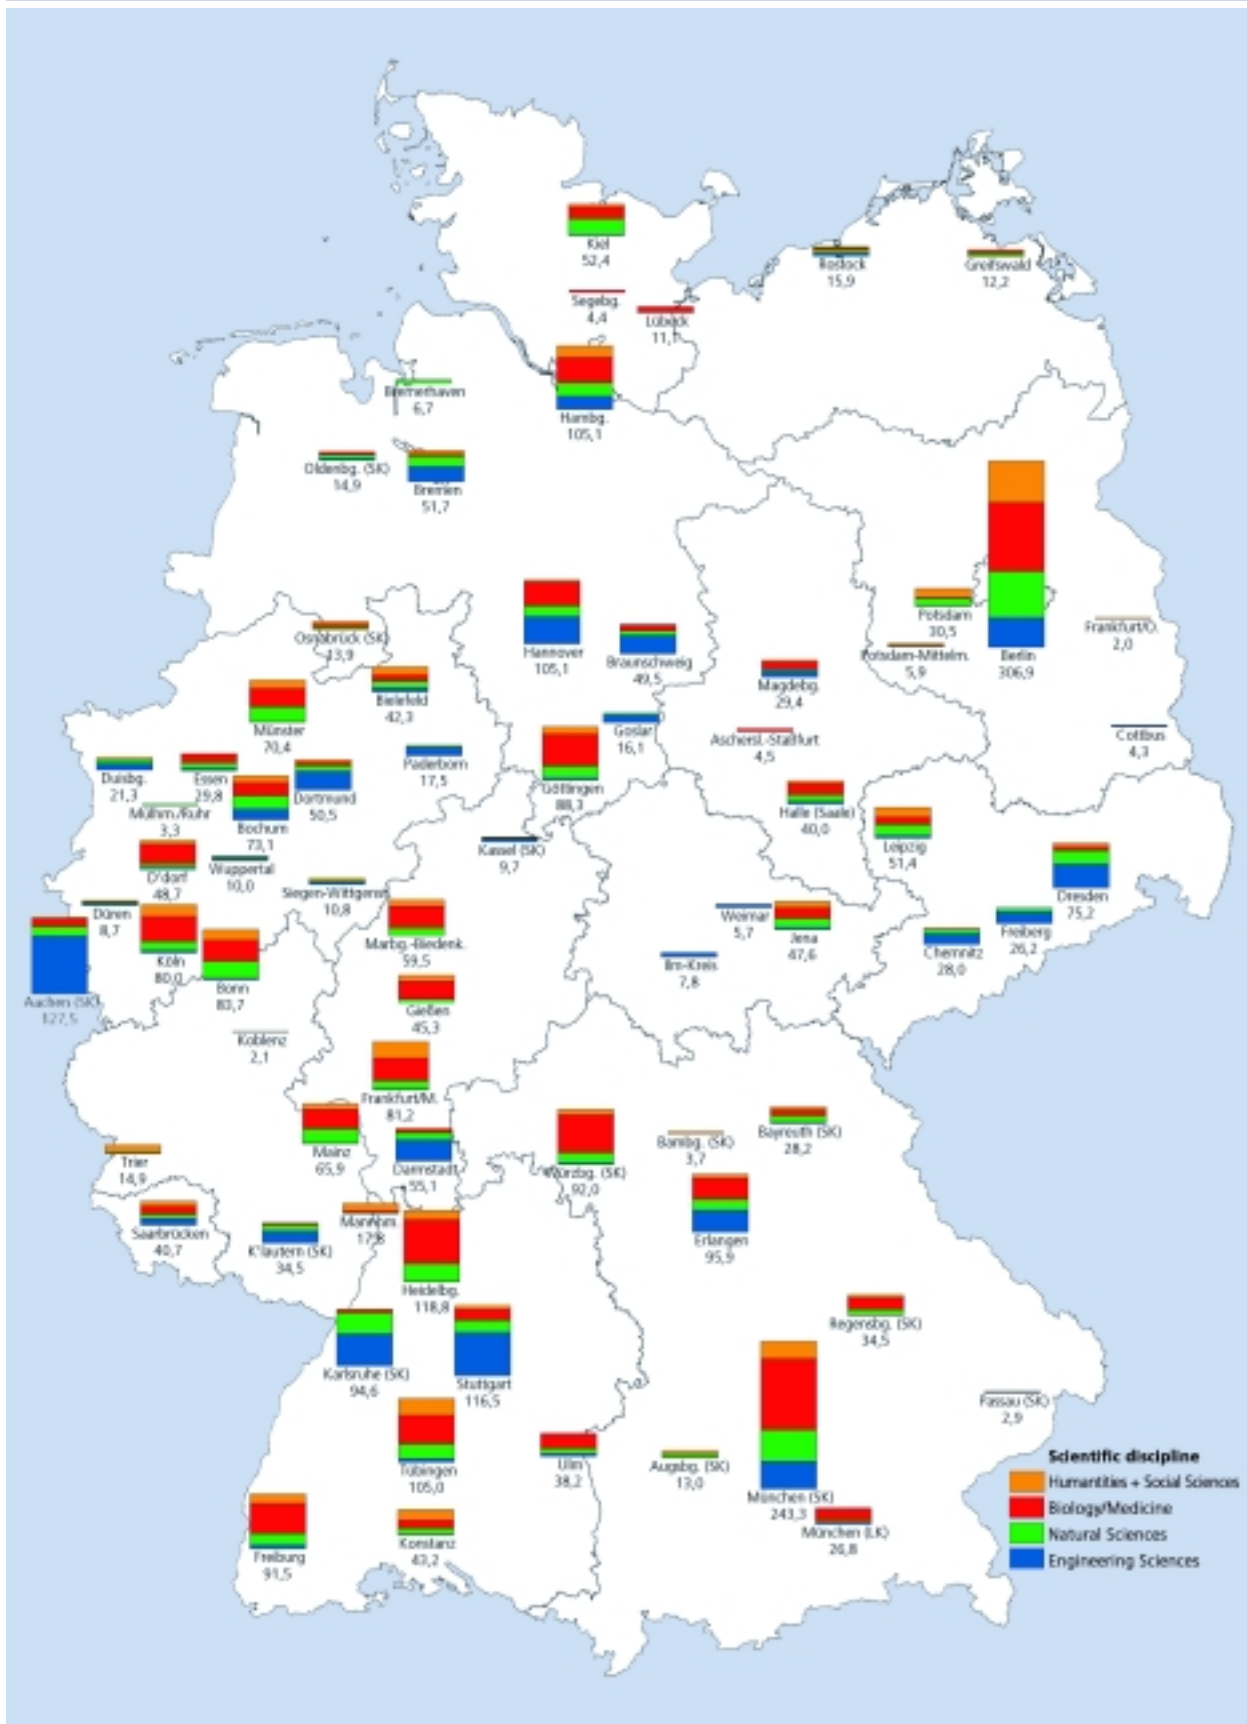 Kiel
52,4
Rostock
15,9
Greifswald
12,2
Segebg.
4,4
Lübeck
11,1
Bremerhaven
6,7
Hambg.
105,1
Oldenbg. (SK)
14,9
Bremen
51,7
Osnabrück (SK)
13,9
Hannover
105,1
Braunschweig
49,5
Potsdam
30,5
Potsdam-Mittelm.
5,9
Berlin
306,9
Frankfurt/O.
2,0
Magdebg.
29,4
Bielefeld
42,3
Münster
70,4
Goslar
16,1
Aschersl.-Staßfurt
4,5
Cottbus
4,3
Duisbg.
21,3
Essen
29,8
Paderborn
17,5
Göttingen
88,3
Mülhm./Ruhr
3,3
Bochum
73,1
Dortmund
50,5
Halle (Saale)
40,0
Leipzig
51,4
Kassel (SK)
9,7
D'dorf
48,7
Wuppertal
10,0
Siegen-Wittgenst.
10,8
Dresden
75,2
Düren
8,7
Köln
80,0
Bonn
83,7
Marbg.-Biedenk.
59,5
Weimar
5,7
Jena
47,6
Chemnitz
28,0
Freiberg
26,2
Ilm-Kreis
7,8
Aachen (SK)
127,5
Gießen
45,3
Koblenz
2,1
Frankfurt/M.
81,2
Mainz
65,9
Darmstadt
55,1
Würzbg. (SK)
92,0
Bambg. (SK)
3,7
Bayreuth (SK)
28,2
Trier
14,9
Saarbrücken
40,7
K'lautern (SK)
34,5
Mannhm.
17,8
Erlangen
95,9
Heidelbg.
118,8
Regensbg. (SK)
34,5
Karlsruhe (SK)
94,6
Stuttgart
116,5
Passau (SK)
2,9
Tübingen
105,0
Ulm
38,2
Augsbg. (SK)
13,0
München (SK)
243,3
München (LK)
26,8
Freiburg
91,5
Konstanz
43,2
Scientific discipline
Humantities + Social Sciences
Biology/Medicine
Natural Sciences
Engineering Sciences